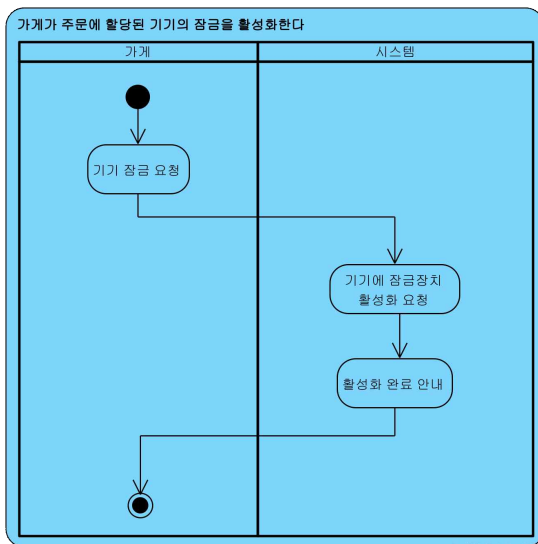 가게가 주문에 할당된 기기의 잠금을 활성화한다
가게
시스템
기기 잠금 요청
기기에 잠금장치
활성화 요청
활성화 완료 안내